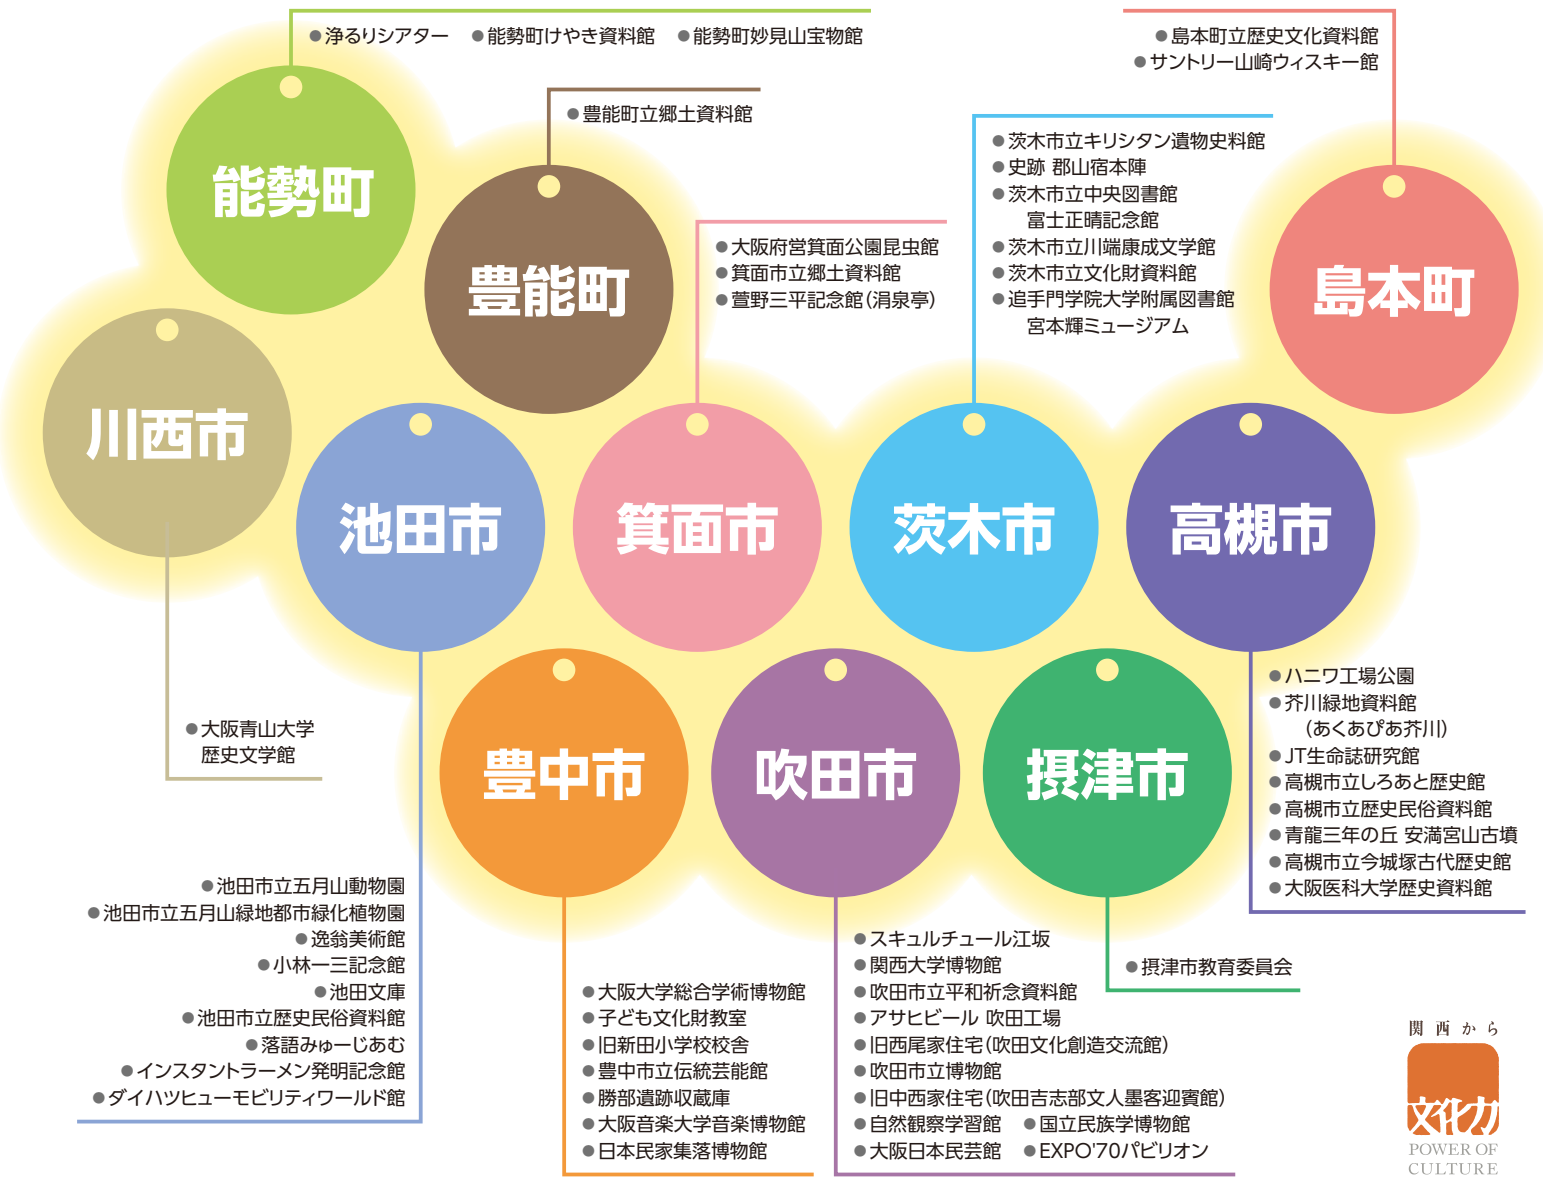 ●浄るりシアター ●能勢町けやき資料館 ●能勢町妙見山宝物館
能勢町
●豊能町立郷土資料館
豊能町
●島本町立歴史文化資料館
●サントリー山崎ウィスキー館
島本町
●大阪府営箕面公園昆虫館
●箕面市立郷土資料館
●萱野三平記念館(涓泉亭)
箕面市
●茨木市立キリシタン遺物史料館
●史跡 郡山宿本陣
●茨木市立中央図書館
富士正晴記念館
●茨木市立川端康成文学館
●茨木市立文化財資料館
●追手門学院大学附属図書館
宮本輝ミュージアム
茨木市
川西市
●大阪青山大学
歴史文学館
池田市
●池田市立五月山動物園
●池田市立五月山緑地都市緑化植物園
●逸翁美術館
●小林一三記念館
●池田文庫
●池田市立歴史民俗資料館
●落語みゅーじあむ
●インスタントラーメン発明記念館
●ダイハツヒューモビリティワールド館
高槻市
●ハニワ工場公園
●芥川緑地資料館
(あくあぴあ芥川)
●JT生命誌研究館
●高槻市立しろあと歴史館
●高槻市立歴史民俗資料館
●青龍三年の丘 安満宮山古墳
●高槻市立今城塚古代歴史館
●大阪医科大学歴史資料館
豊中市
●大阪大学総合学術博物館
●子ども文化財教室
●旧新田小学校校舎
●豊中市立伝統芸能館
●勝部遺跡収蔵庫
●大阪音楽大学音楽博物館
●日本民家集落博物館
吹田市
●スキュルチュール江坂
●関西大学博物館
●吹田市立平和祈念資料館
●アサヒビール 吹田工場
●旧西尾家住宅(吹田文化創造交流館)
●吹田市立博物館
●旧中西家住宅(吹田吉志部文人墨客迎賓館)
●自然観察学習館 ●国立民族学博物館
●大阪日本民芸館 ●EXPO'70パビリオン
摂津市
●摂津市教育委員会
関西から
文化力
POWER OF
CULTURE